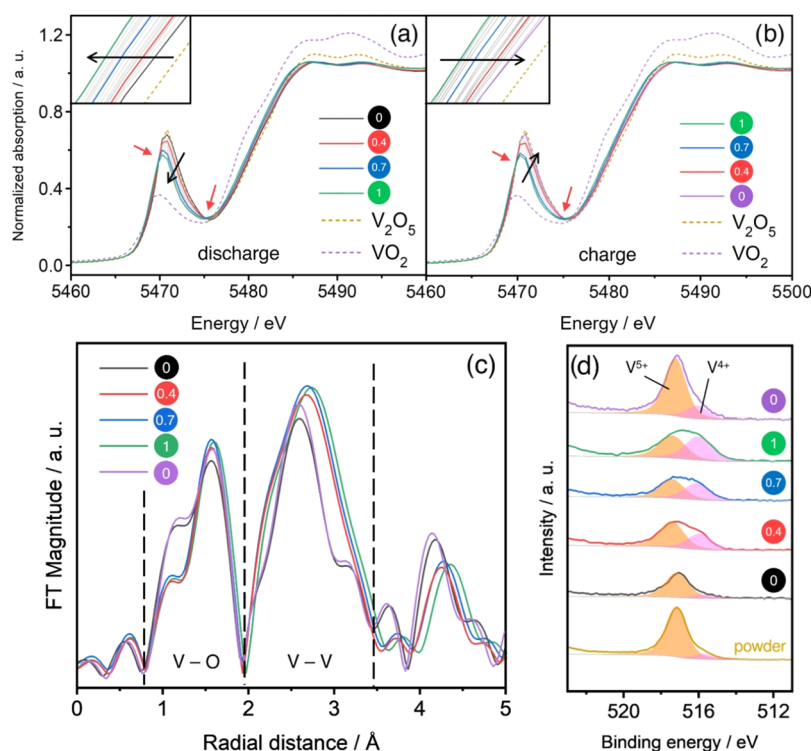 (a)
(b)
Normalized absorption / a. u.
1.2
0.8
0.4
0.0
0
0.4
0.7
1
V2O5
VO2
discharge
1
0.7
0.4
0
V2O5
VO2
charge
5460 5470 5480 5490 5460 5470 5480 5490 5500
Energy / eV
Energy / eV
(c)
FT Magnitude / a. u.
0
0.4
0.7
1
0
V – O
V – V
0 1 2 3 4 5
Radial distance / Å
(d)
Intensity / a. u.
V5+
V4+
0
1
0.7
0.4
0
powder
520 517 514 511
Binding energy / eV